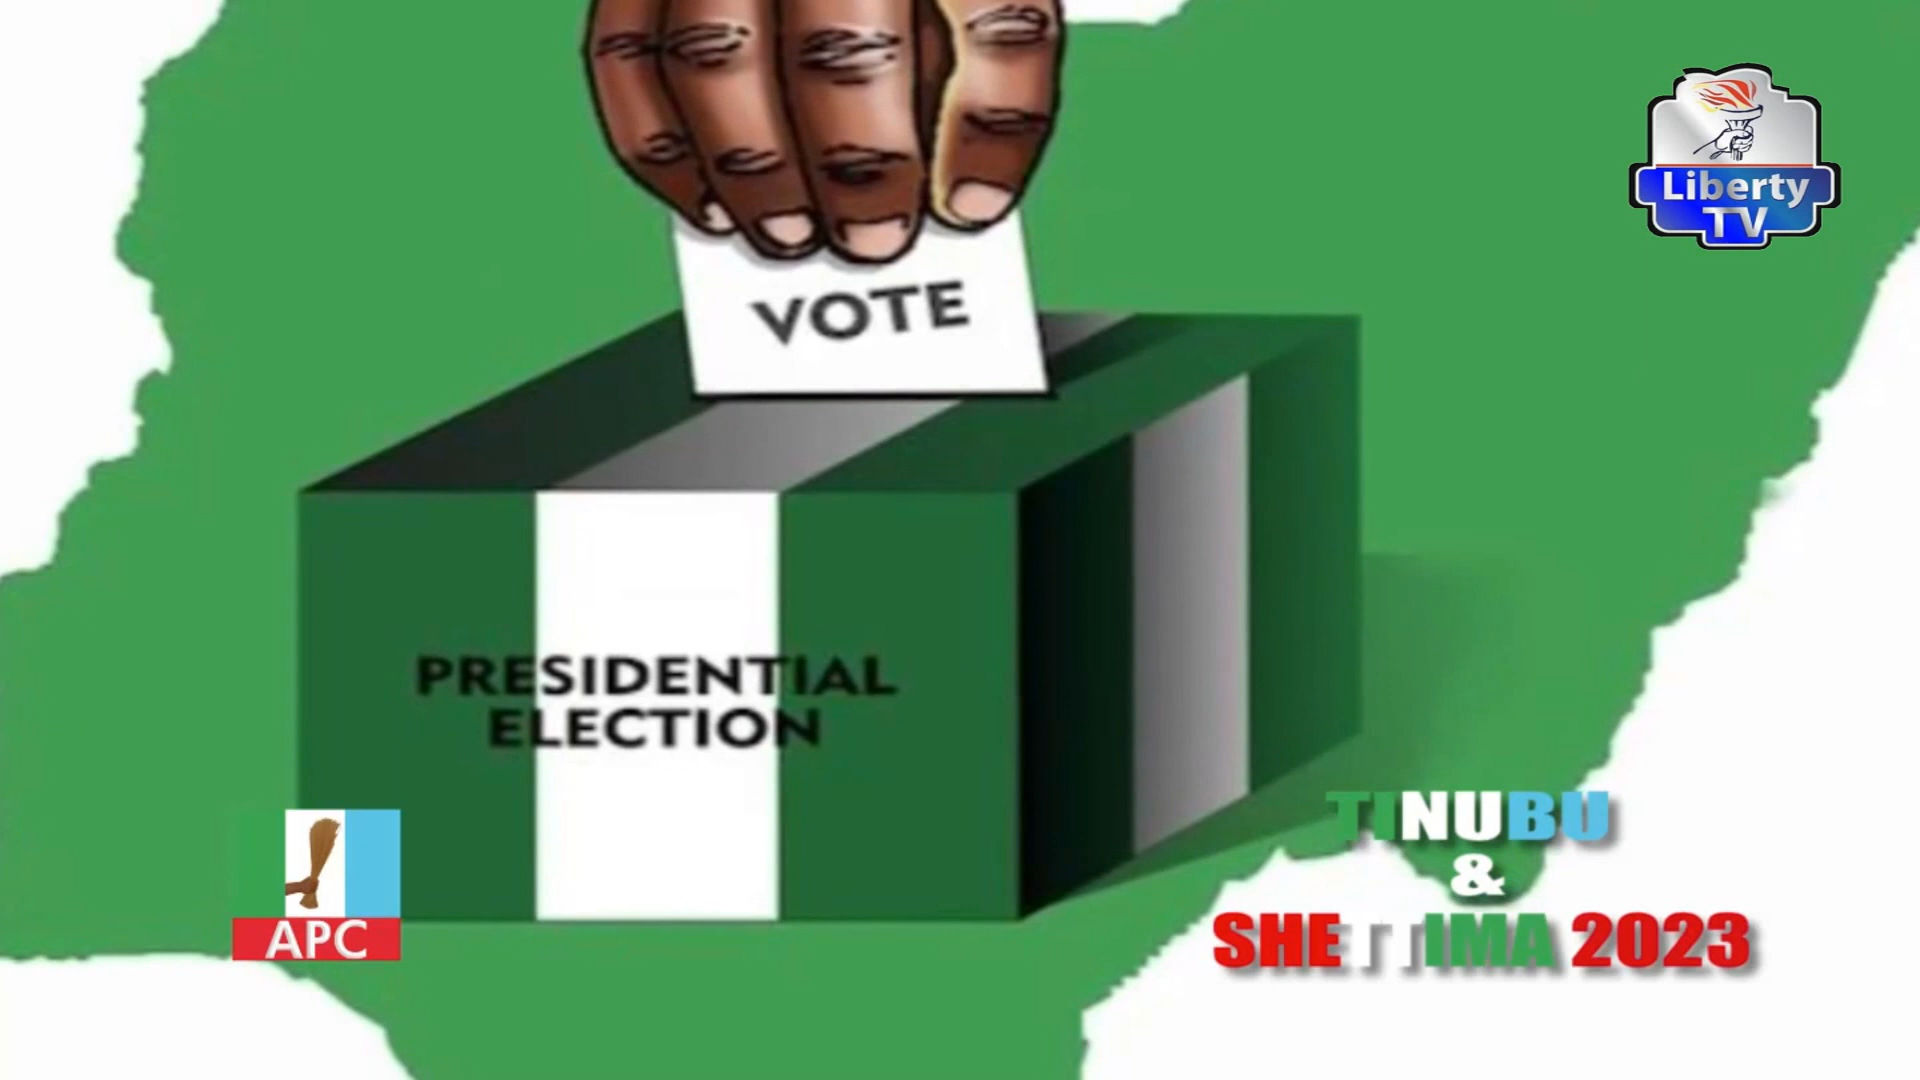 Liberty
TV
VOTE
PRESIDENTIAL
ELECTION
APC
TINUBU
&
SHETTIMA 2023